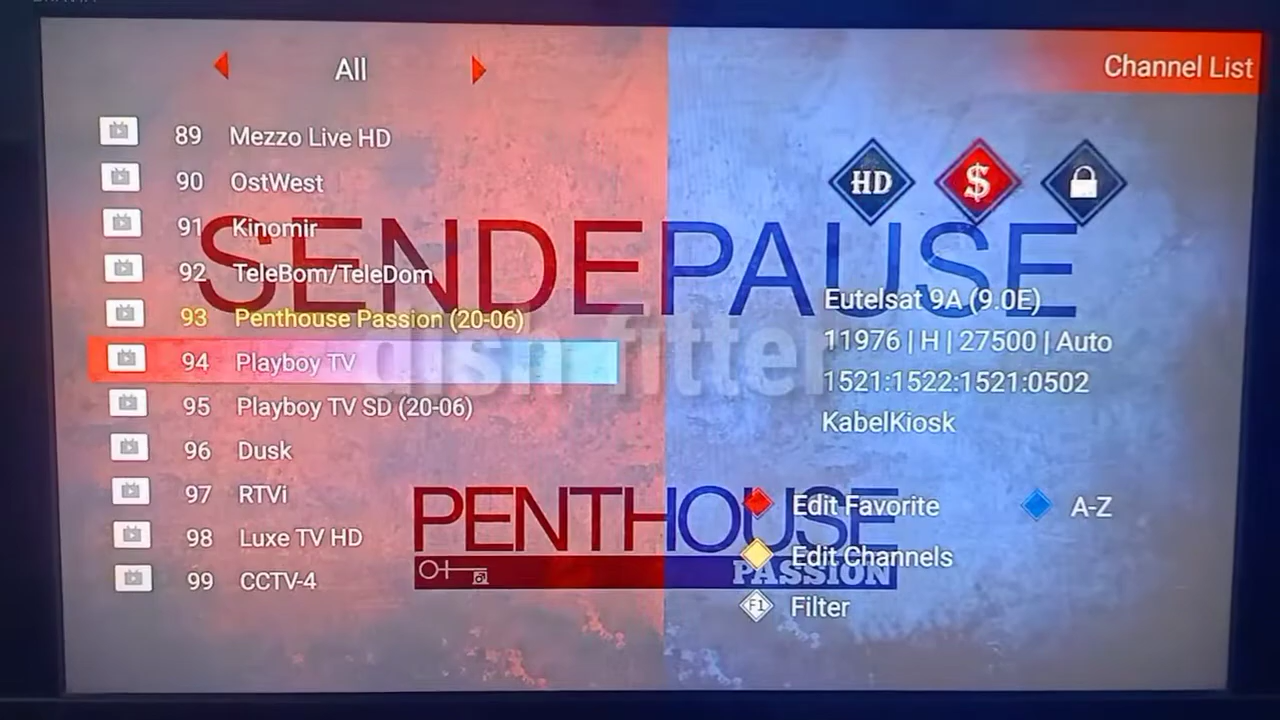 All
Channel List
89 Mezzo Live HD
90 OstWest
91 Kinomir
92 TeleBom/TeleDom
93 Penthouse Passion (20-06)
94 Playboy TV
95 Playboy TV SD (20-06)
96 Dusk
97 RTVi
98 Luxe TV HD
99 CCTV-4
HD $
SENDEPAUSE
Eutelsat 9A (9.0E)
11976 | H | 27500 | Auto
1521:1522:1521:0502
KabelKiosk
dish fitter
PENTHOUSE
PASSION
Edit Favorite A-Z
Edit Channels
F1 Filter